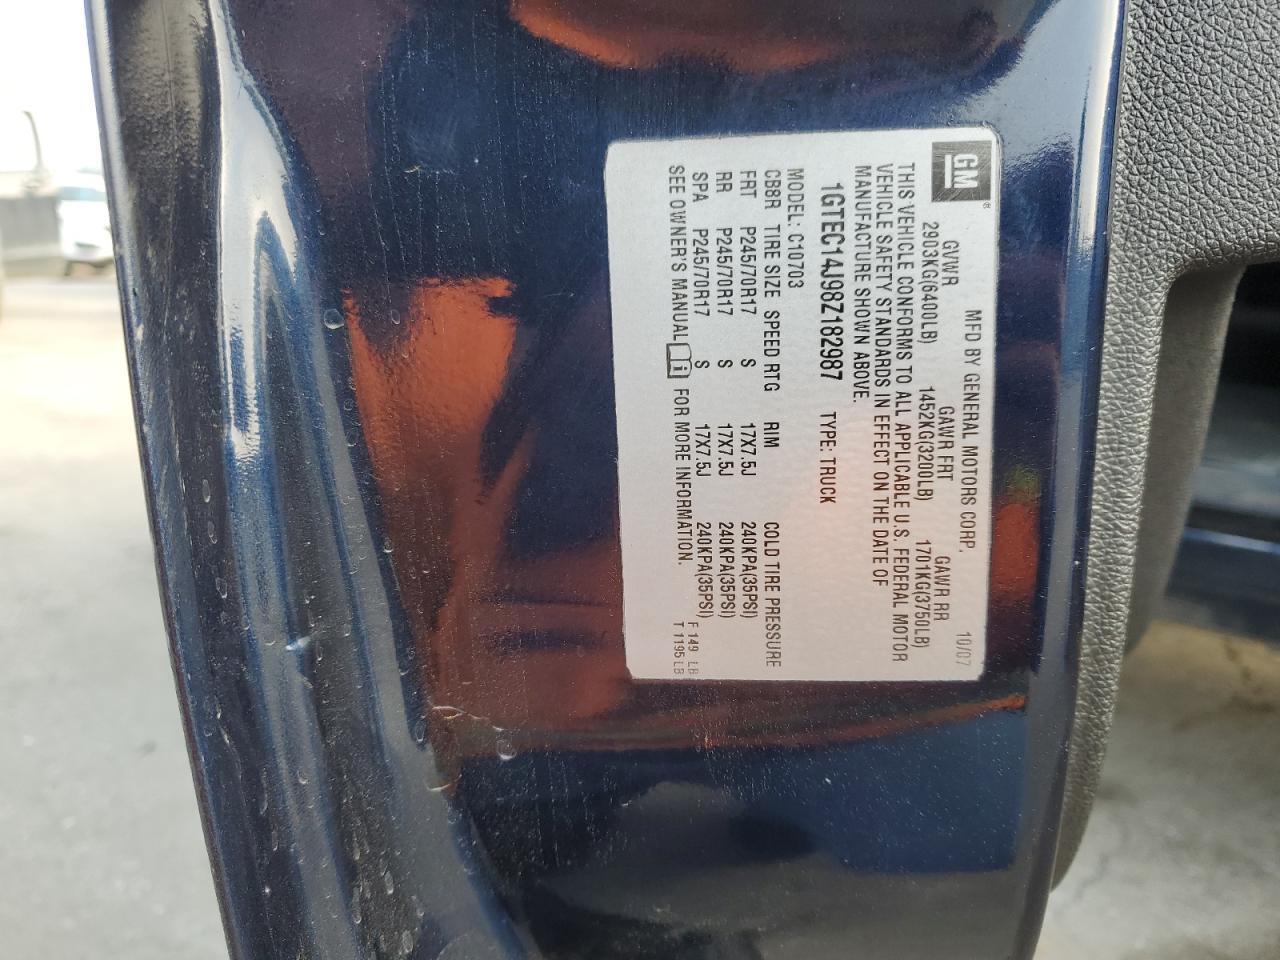 GM®
MFD BY GENERAL MOTORS CORP. 10/07
GVWR GAWR FRT GAWR RR
2903KG(6400LB) 1452KG(3200LB) 1701KG(3750LB)
THIS VEHICLE CONFORMS TO ALL APPLICABLE U.S. FEDERAL MOTOR
VEHICLE SAFETY STANDARDS IN EFFECT ON THE DATE OF
MANUFACTURE SHOWN ABOVE.
1GTEC14J98Z182987 TYPE: TRUCK
MODEL: C10703
CB8R TIRE SIZE SPEED RTG RIM COLD TIRE PRESSURE
FRT P245/70R17 S 17X7.5J 240KPA(35PSI)
RR P245/70R17 S 17X7.5J 240KPA(35PSI)
SPA P245/70R17 S 17X7.5J 240KPA(35PSI)
SEE OWNER'S MANUAL i FOR MORE INFORMATION.
F 149 LB
T 1195 LB